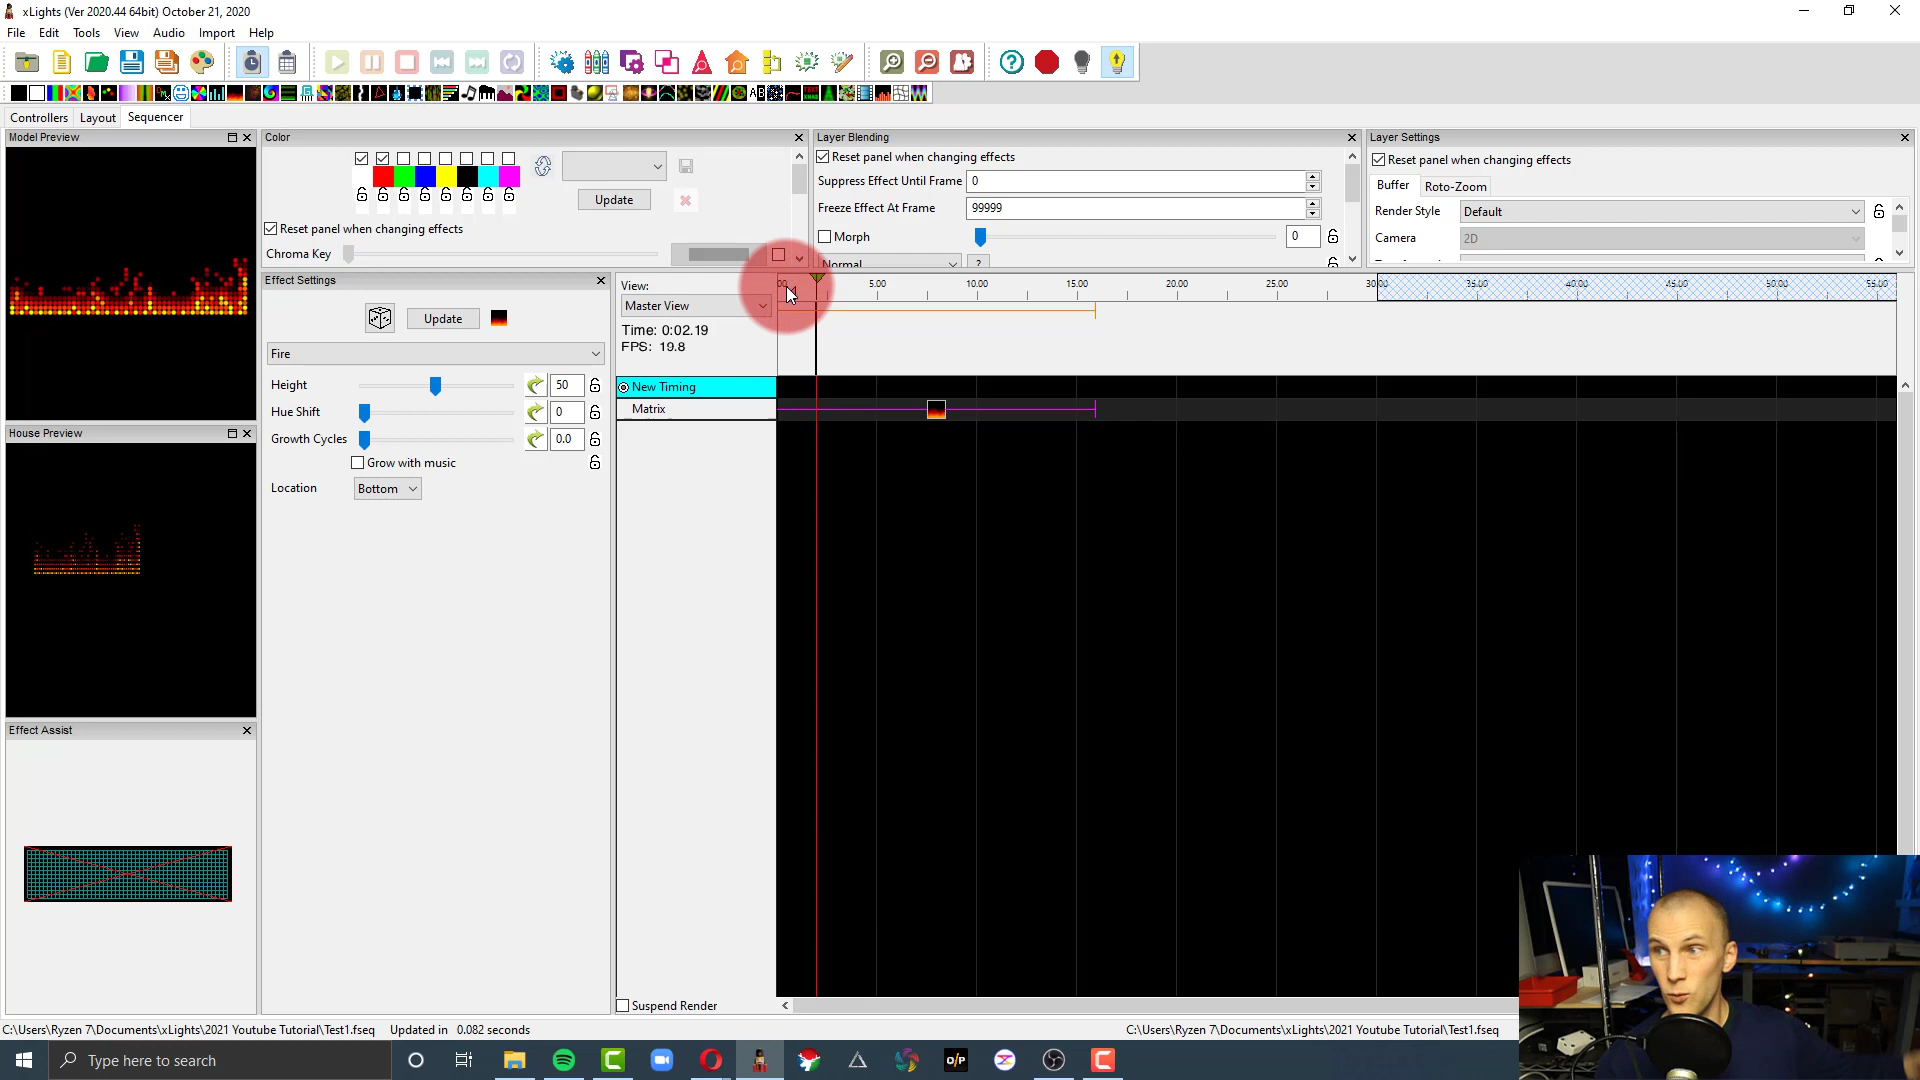 xLights (Ver 2020.44 64bit) October 21, 2020
File Edit Tools View Audio Import Help
Controllers Layout Sequencer
Model Preview
Color
Layer Blending
Layer Settings
Reset panel when changing effects
Reset panel when changing effects
Suppress Effect Until Frame 0
Buffer Roto-Zoom
Update
Freeze Effect At Frame 99999
Render Style Default
Reset panel when changing effects
Morph 0
Camera 2D
Chroma Key
Normal ?
Effect Settings
View:
5.00 10.00 15.00 20.00 25.00 30.00 35.00 40.00 45.00 50.00 55.00
Master View
Update
Time: 0:02.19
FPS: 19.8
Fire
Height 50
New Timing
Hue Shift 0
Matrix
Growth Cycles 0.0
House Preview
Grow with music
Location Bottom
Effect Assist
Suspend Render
C:\Users\Ryzen 7\Documents\xLights\2021 Youtube Tutorial\Test1.fseq Updated in 0.082 seconds
C:\Users\Ryzen 7\Documents\xLights\2021 Youtube Tutorial\Test1.fseq
Type here to search
O/P